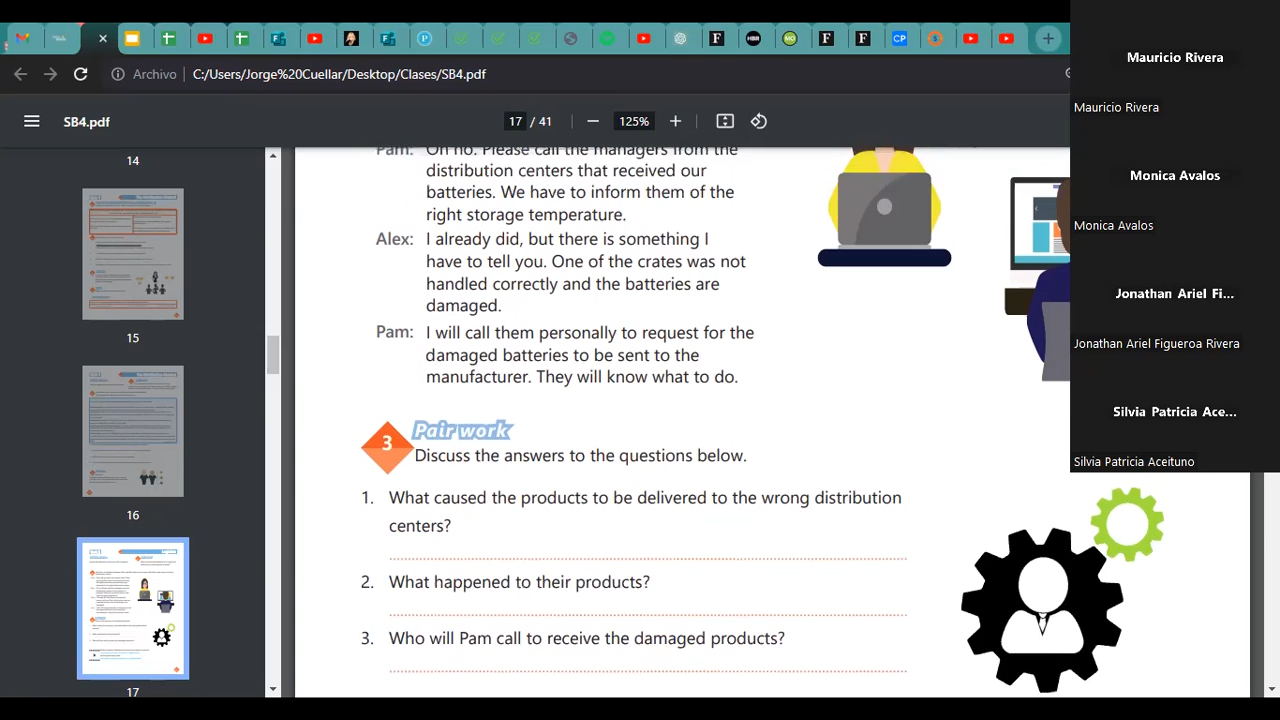 Archivo
C:/Users/Jorge%20Cuellar/Desktop/Clases/SB4.pdf
SB4.pdf
17 / 41
125%
14
15
16
17
Pam: Oh no. Please call the managers from the
distribution centers that received our
batteries. We have to inform them of the
right storage temperature.
Alex: I already did, but there is something I
have to tell you. One of the crates was not
handled correctly and the batteries are
damaged.
Pam: I will call them personally to request for the
damaged batteries to be sent to the
manufacturer. They will know what to do.
3 Pair work
Discuss the answers to the questions below.
1. What caused the products to be delivered to the wrong distribution
centers?
2. What happened to their products?
3. Who will Pam call to receive the damaged products?
Mauricio Rivera
Mauricio Rivera
Monica Avalos
Monica Avalos
Jonathan Ariel Fi...
Jonathan Ariel Figueroa Rivera
Silvia Patricia Ace...
Silvia Patricia Aceituno